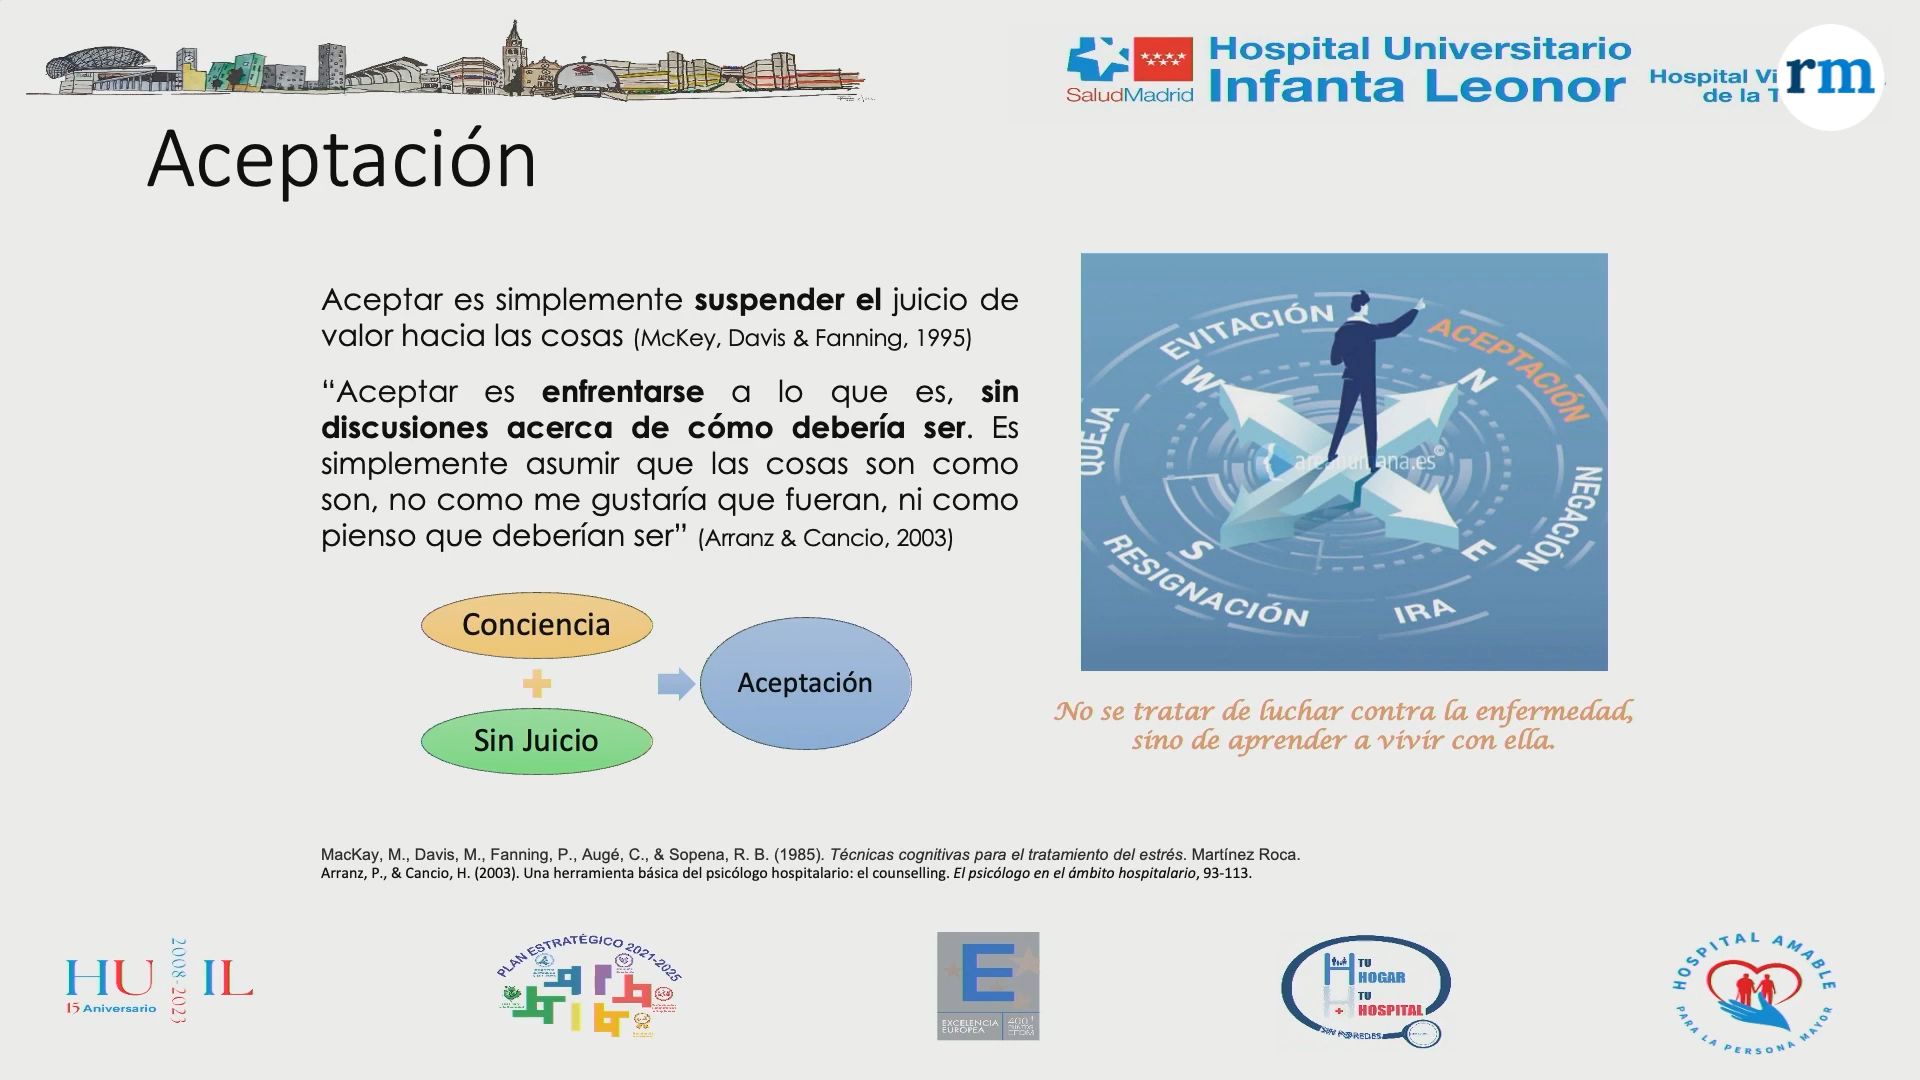 SaludMadrid
Hospital Universitario
Infanta Leonor
Hospital Vi
de la T
rm
Aceptación
Aceptar es simplemente suspender el juicio de
valor hacia las cosas (McKey, Davis & Fanning, 1995)
“Aceptar es enfrentarse a lo que es, sin
discusiones acerca de cómo debería ser. Es
simplemente asumir que las cosas son como
son, no como me gustaría que fueran, ni como
pienso que deberían ser” (Arranz & Cancio, 2003)
Conciencia
Sin Juicio
Aceptación
EVITACIÓN
ACEPTACIÓN
W
N
QUEJA
NEGACIÓN
S
E
RESIGNACIÓN
IRA
No se tratar de luchar contra la enfermedad,
sino de aprender a vivir con ella.
MacKay, M., Davis, M., Fanning, P., Augé, C., & Sopena, R. B. (1985). Técnicas cognitivas para el tratamiento del estrés. Martínez Roca.
Arranz, P., & Cancio, H. (2003). Una herramienta básica del psicólogo hospitalario: el counselling. El psicólogo en el ámbito hospitalario, 93-113.
HU IL
2008-2023
15 Aniversario
PLAN ESTRATÉGICO 2021-2025
E
EXCELENCIA
EUROPEA
400+
TU
HOGAR
TU
HOSPITAL
HOSPITAL AMABLE
PARA LA PERSONA MAYOR